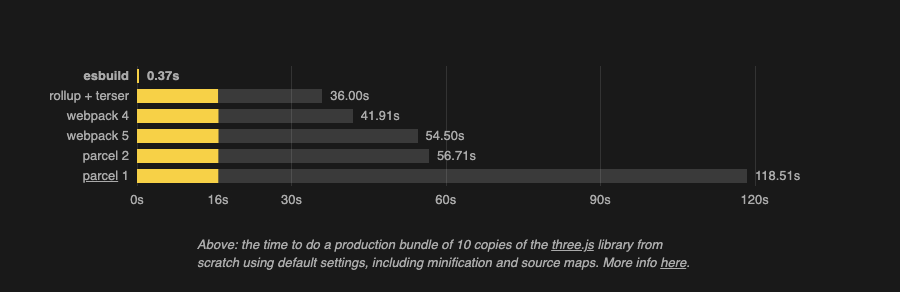 esbuild 0.37s
rollup + terser 36.00s
webpack 4 41.91s
webpack 5 54.50s
parcel 2 56.71s
parcel 1 118.51s
0s 16s 30s 60s 90s 120s
Above: the time to do a production bundle of 10 copies of the three.js library from
scratch using default settings, including minification and source maps. More info here.